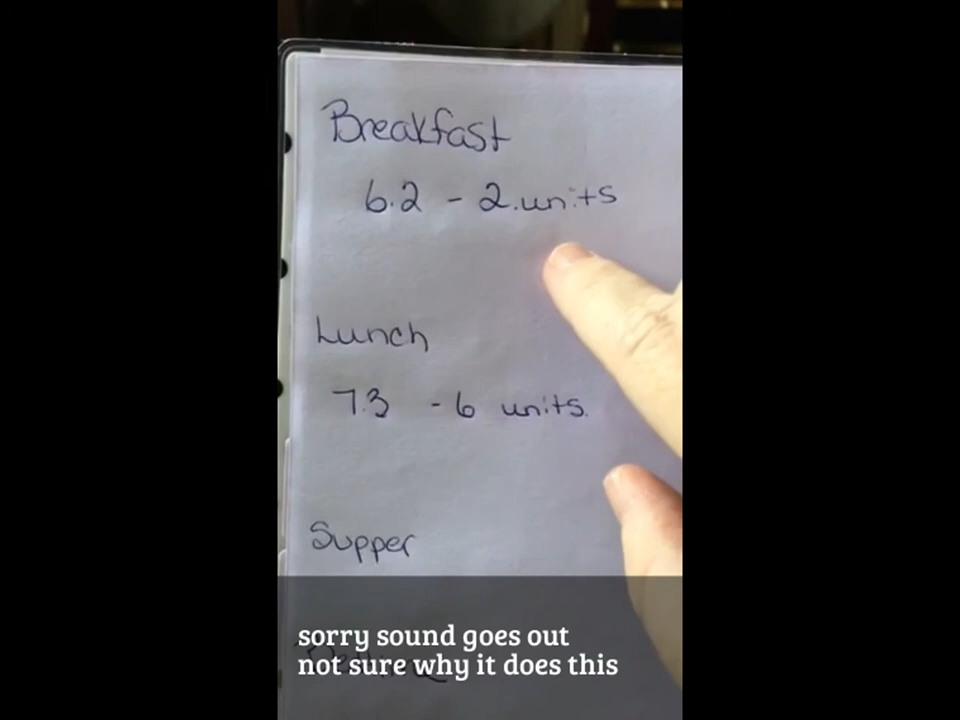 Breakfast
6.2 - 2.units
Lunch
7.3 - 6 units.
Supper
sorry sound goes out
not sure why it does this